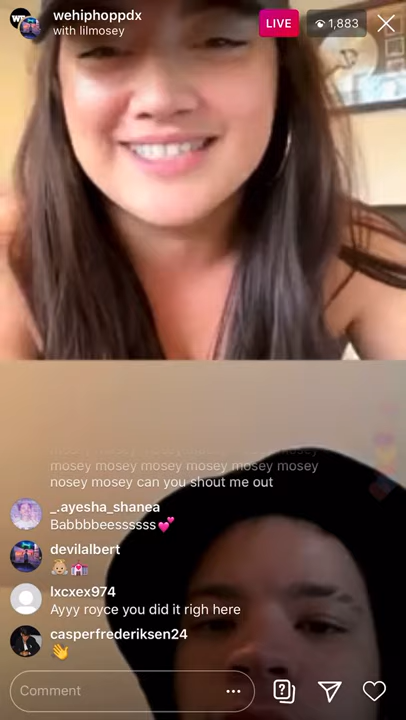 wehiphoppdx
with lilmosey
LIVE
1,883
mosey mosey mosey mosey mosey mosey
nosey mosey can you shout me out
_.ayesha_shanea
Babbbbeessssss💕
devilalbert
👼🏼💒
lxcxex974
Ayyy royce you did it righ here
casperfrederiksen24
👋
Comment